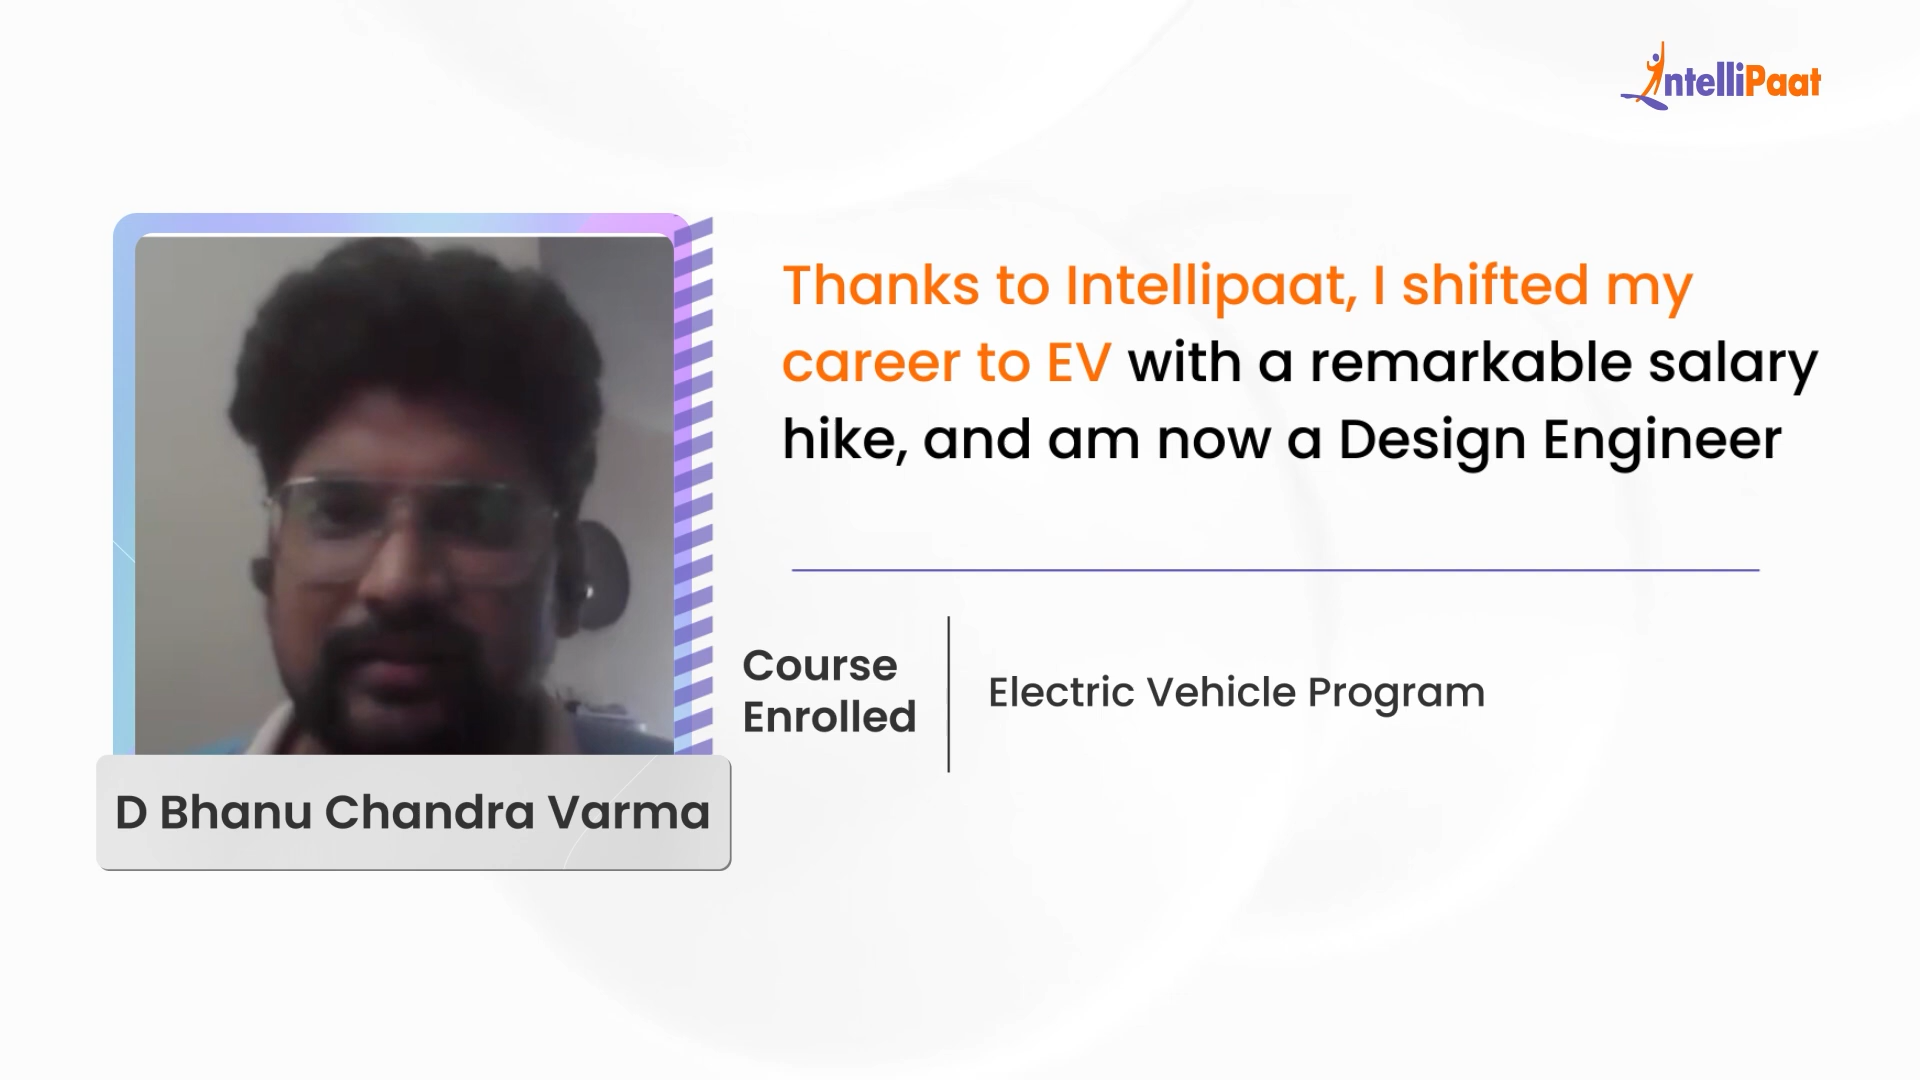 IntelliPaat
Thanks to Intellipaat, I shifted my
career to EV with a remarkable salary
hike, and am now a Design Engineer
Course
Enrolled
Electric Vehicle Program
D Bhanu Chandra Varma